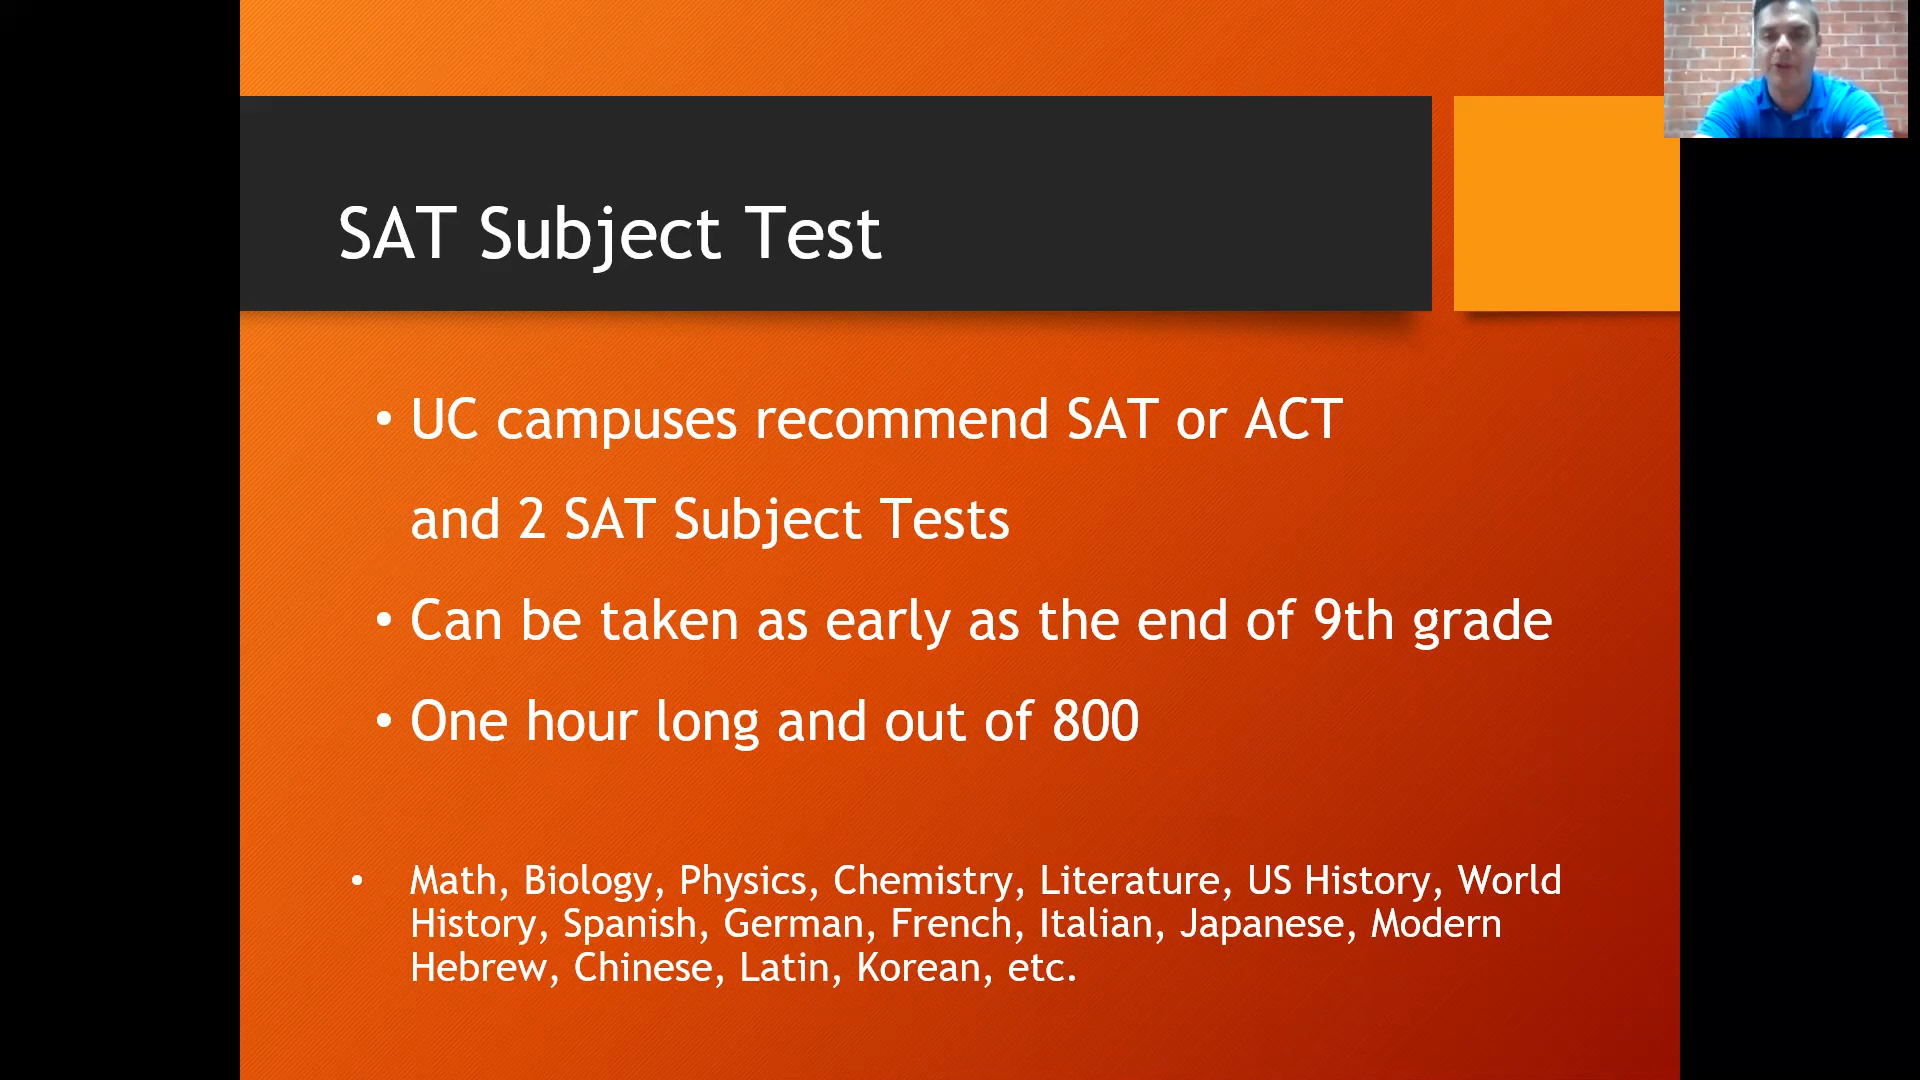 SAT Subject Test
• UC campuses recommend SAT or ACT
and 2 SAT Subject Tests
• Can be taken as early as the end of 9th grade
• One hour long and out of 800
• Math, Biology, Physics, Chemistry, Literature, US History, World
History, Spanish, German, French, Italian, Japanese, Modern
Hebrew, Chinese, Latin, Korean, etc.